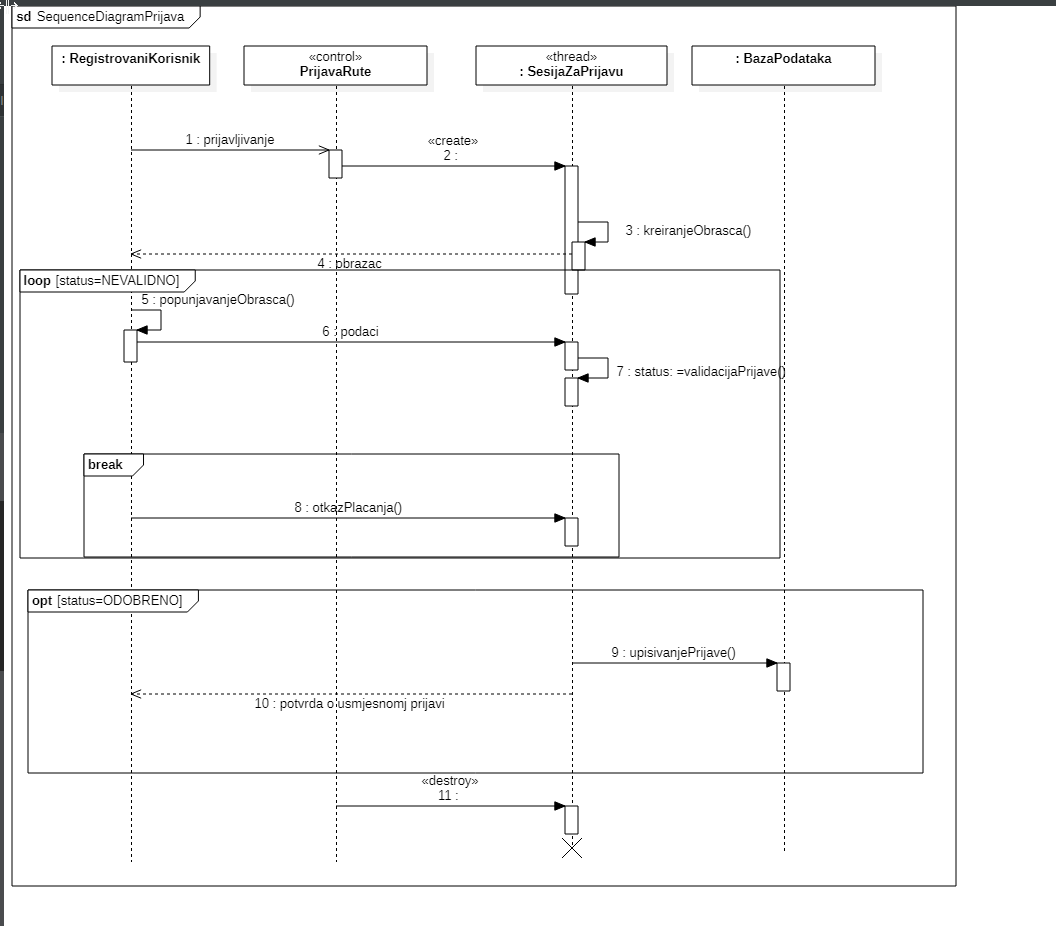 sd SequenceDiagramPrijava
: RegistrovaniKorisnik
«control»
PrijavaRute
«thread»
: SesijaZaPrijavu
: BazaPodataka
1 : prijavljivanje
«create»
2 :
3 : kreiranjeObrasca()
4 : obrazac
loop [status=NEVALIDNO]
5 : popunjavanjeObrasca()
6 : podaci
7 : status: =validacijaPrijave()
break
8 : otkazPlacanja()
opt [status=ODOBRENO]
9 : upisivanjePrijave()
10 : potvrda o usmjesnomj prijavi
«destroy»
11 :